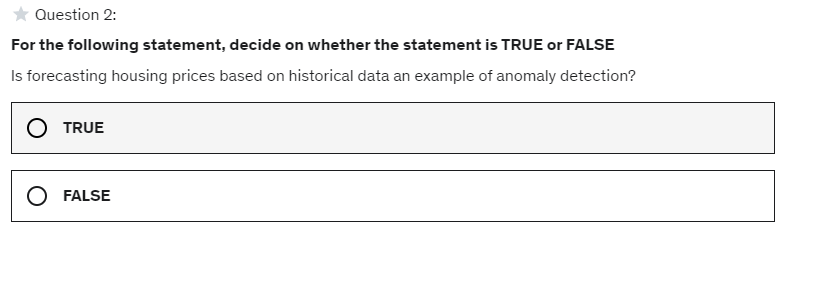 Question 2:
For the following statement, decide on whether the statement is TRUE or FALSE
Is forecasting housing prices based on historical data an example of anomaly detection?
TRUE
FALSE